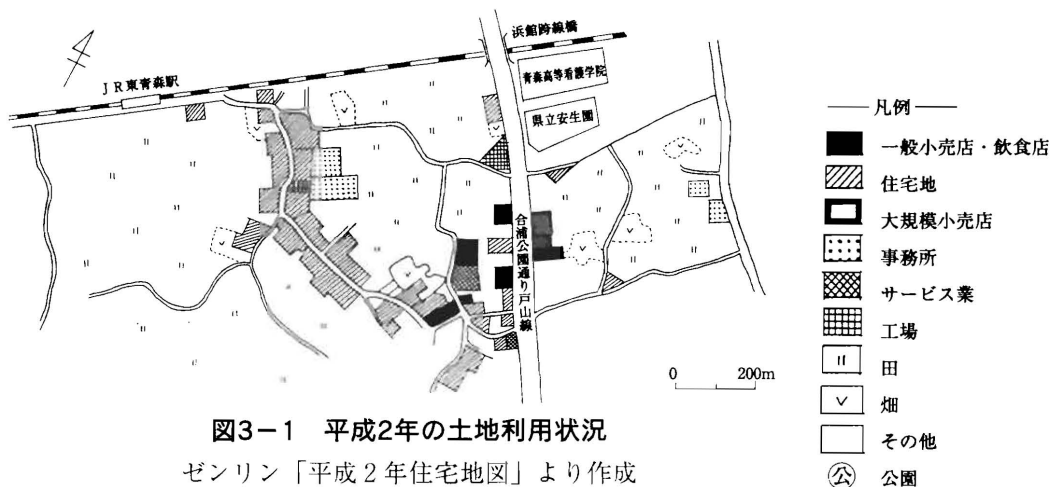 浜館跨線橋
JR東青森駅
青森高等看護学院
県立安生園
合浦公園通り戸山線
0 200m
凡例
一般小売店・飲食店
住宅地
大規模小売店
事務所
サービス業
工場
田
畑
その他
公 公園
図3-1 平成2年の土地利用状況
ゼンリン「平成2年住宅地図」より作成